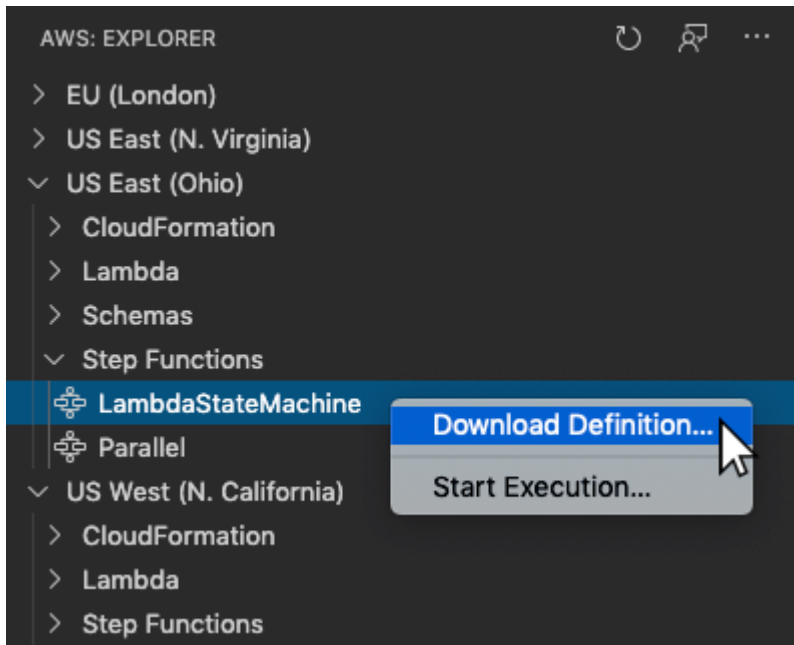 AWS: EXPLORER
EU (London)
US East (N. Virginia)
US East (Ohio)
CloudFormation
Lambda
Schemas
Step Functions
LambdaStateMachine
Download Definition...
Parallel
Start Execution...
US West (N. California)
CloudFormation
Lambda
Step Functions